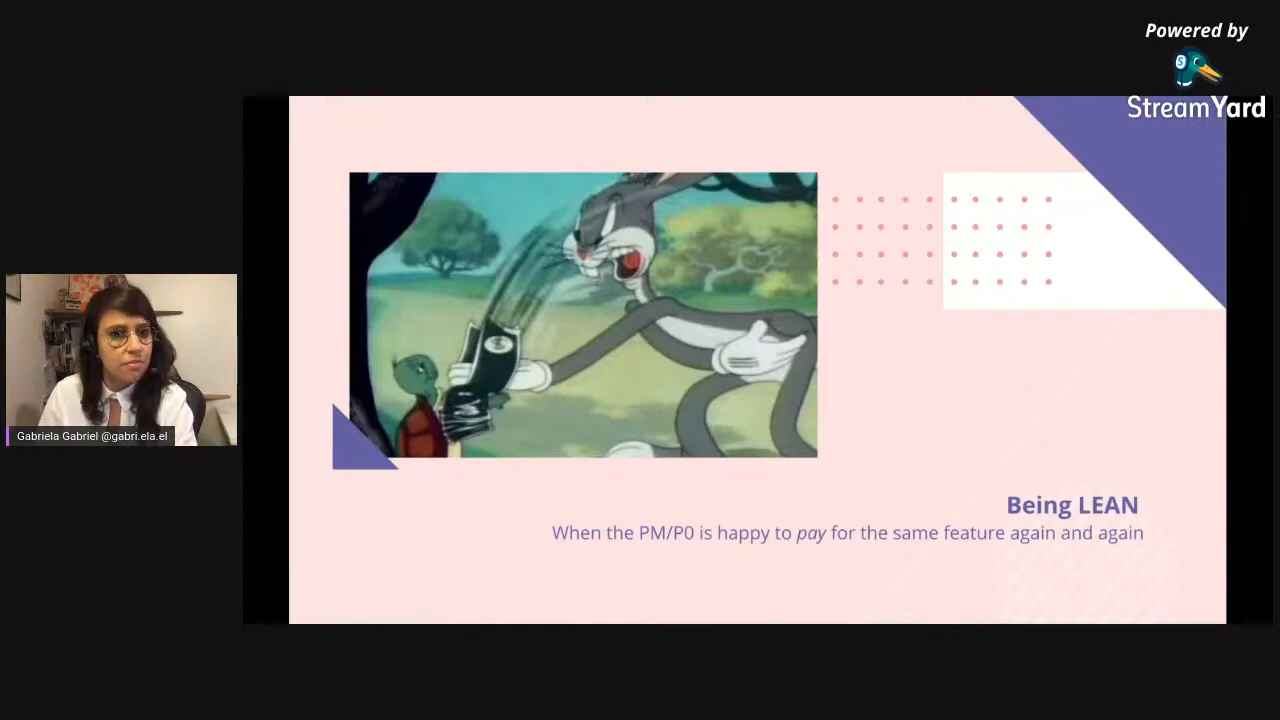 Powered by
StreamYard
Gabriela Gabriel @gabri.ela.el
Being LEAN
When the PM/P0 is happy to pay for the same feature again and again